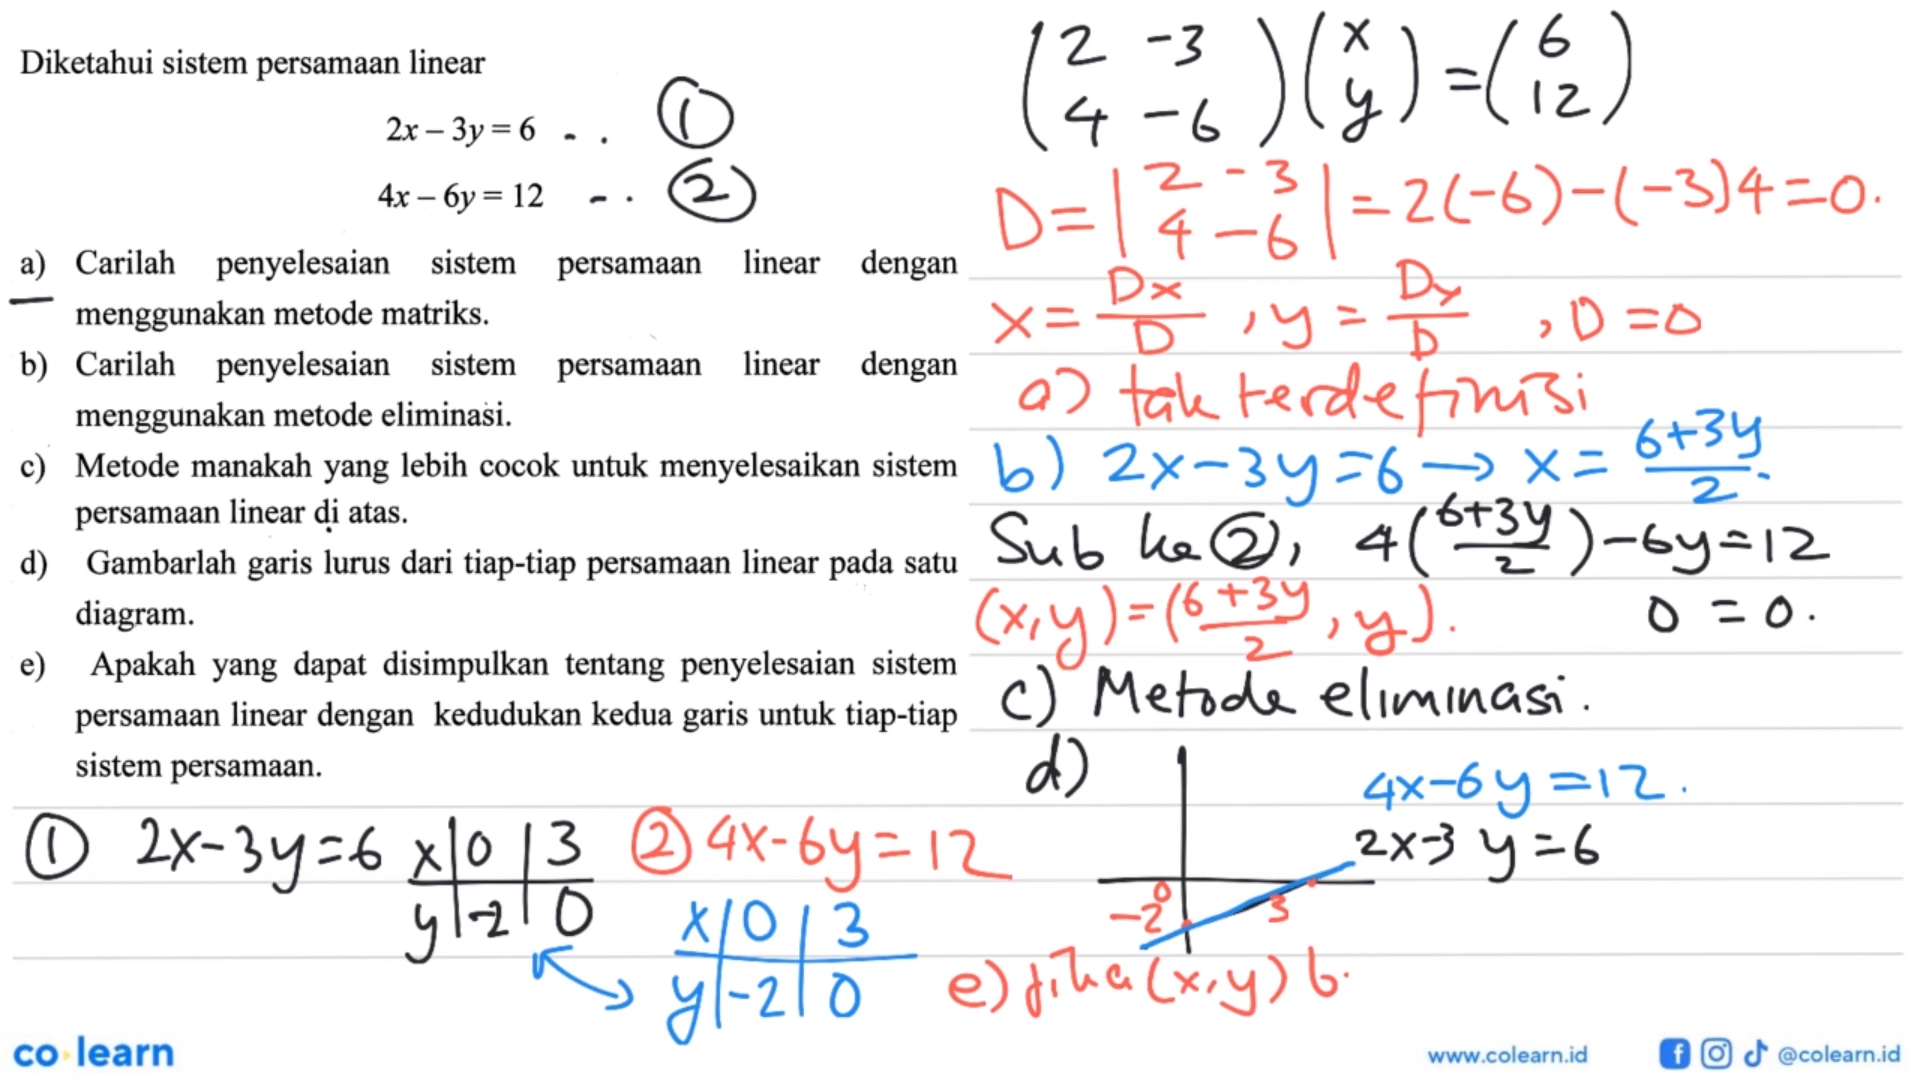 Diketahui sistem persamaan linear
2x – 3y = 6 - . ①
4x – 6y = 12 - . ②
a) Carilah penyelesaian sistem persamaan linear dengan
menggunakan metode matriks.
b) Carilah penyelesaian sistem persamaan linear dengan
menggunakan metode eliminasi.
c) Metode manakah yang lebih cocok untuk menyelesaikan sistem
persamaan linear di atas.
d) Gambarlah garis lurus dari tiap-tiap persamaan linear pada satu
diagram.
e) Apakah yang dapat disimpulkan tentang penyelesaian sistem
persamaan linear dengan kedudukan kedua garis untuk tiap-tiap
sistem persamaan.
① 2x-3y=6
x | 0 | 3
y | -2 | 0
② 4x-6y=12
x | 0 | 3
y | -2 | 0
(2 -3
4 -6) (x
y) = (6
12)
D = |2 -3
4 -6| = 2(-6)-(-3)4=0.
x = Dx/D , y = Dy/D , D = 0
a) tak terdefinisi
b) 2x-3y=6 → x = (6+3y)/2.
Sub ke ②, 4((6+3y)/2)-6y=12
0 = 0.
(x,y)=((6+3y)/2, y).
c) Metode eliminasi.
d)
4x-6y=12.
2x-3y=6
0
-2
3
e) jika (x,y) b.
co learn
www.colearn.id
@colearn.id